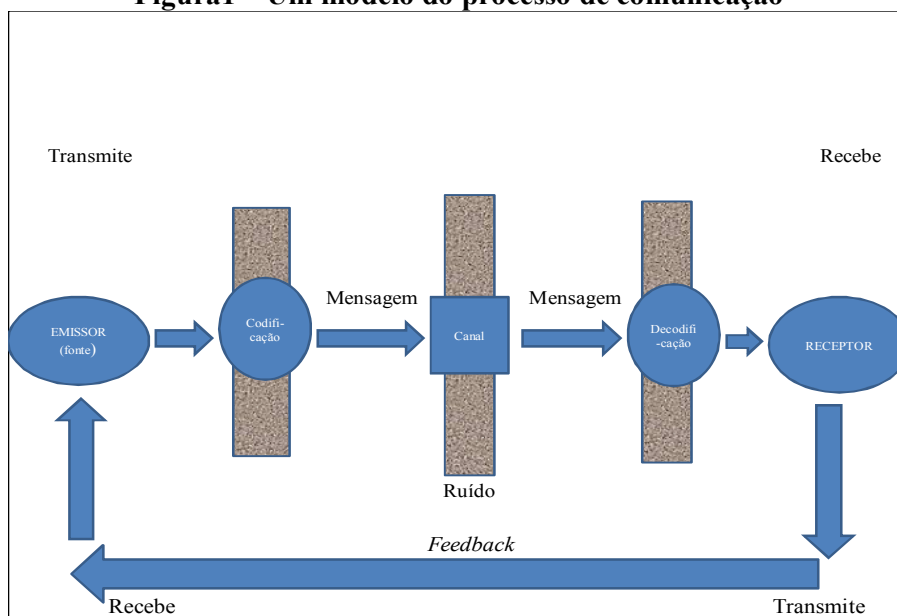 Figura1 – Um modelo do processo de comunicação
Transmite
Recebe
Mensagem
Mensagem
EMISSOR
(fonte)
Codifi-
cação
Canal
Decodifi
-cação
RECEPTOR
Ruído
Feedback
Recebe
Transmite